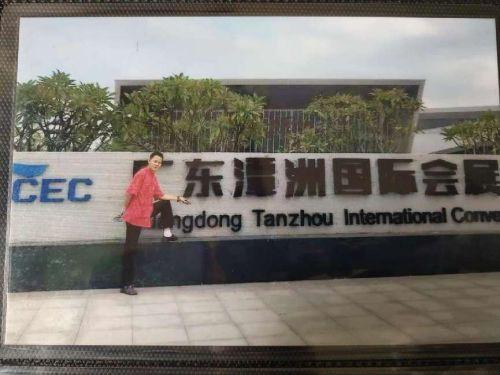 CEC
广东潭洲国际会展
ngdong Tanzhou International Conve